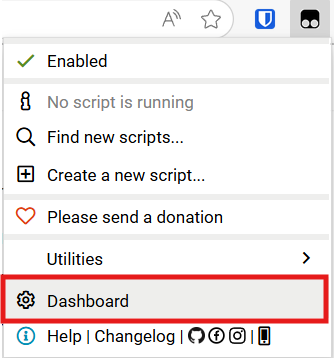 Enabled
No script is running
Find new scripts...
Create a new script...
Please send a donation
Utilities
Dashboard
Help | Changelog |